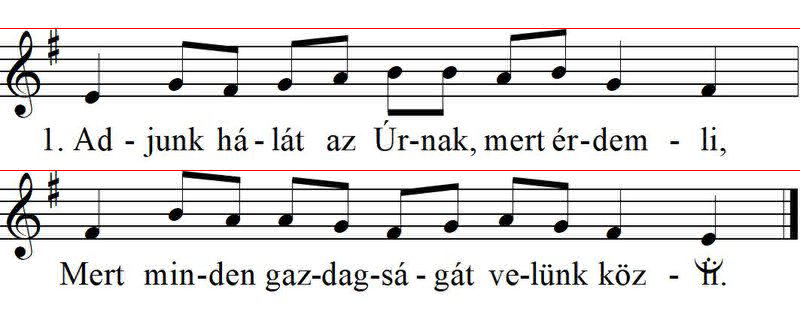 1. Ad - junk há - lát az Úr-nak, mert ér-dem - li,
Mert min-den gaz-dag-sá - gát ve-lünk köz - li.